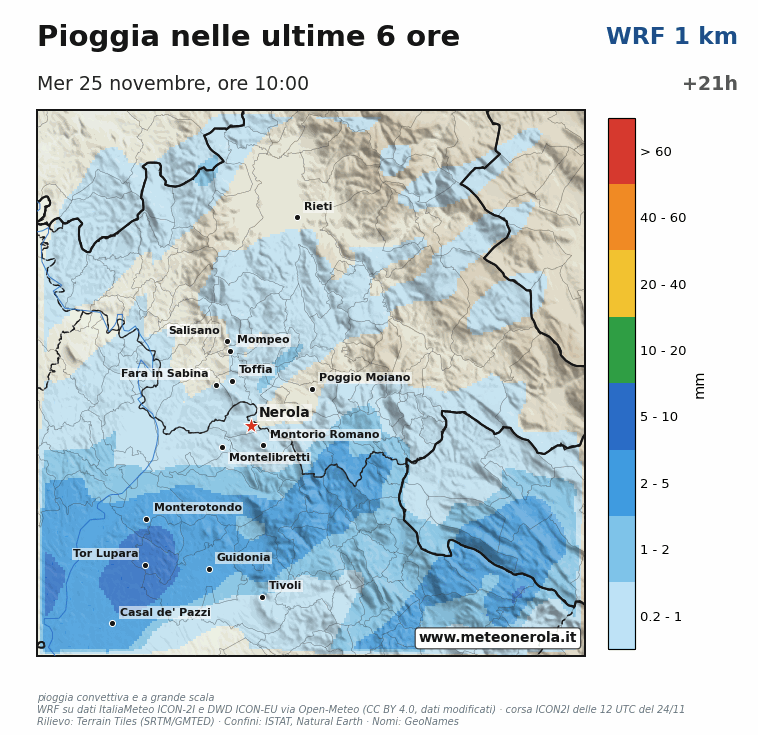 Pioggia nelle ultime 6 ore
WRF 1 km
Mer 25 novembre, ore 10:00
+21h
Rieti
Salisano
Mompeo
Fara in Sabina
Toffia
Poggio Moiano
Nerola
Montorio Romano
Montelibretti
Monterotondo
Tor Lupara
Guidonia
Tivoli
Casal de' Pazzi
www.meteonerola.it
> 60
40 - 60
20 - 40
10 - 20
5 - 10
2 - 5
1 - 2
0.2 - 1
mm
pioggia convettiva e a grande scala
WRF su dati ItaliaMeteo ICON-2I e DWD ICON-EU via Open-Meteo (CC BY 4.0, dati modificati) · corsa ICON2I delle 12 UTC del 24/11
Rilievo: Terrain Tiles (SRTM/GMTED) · Confini: ISTAT, Natural Earth · Nomi: GeoNames